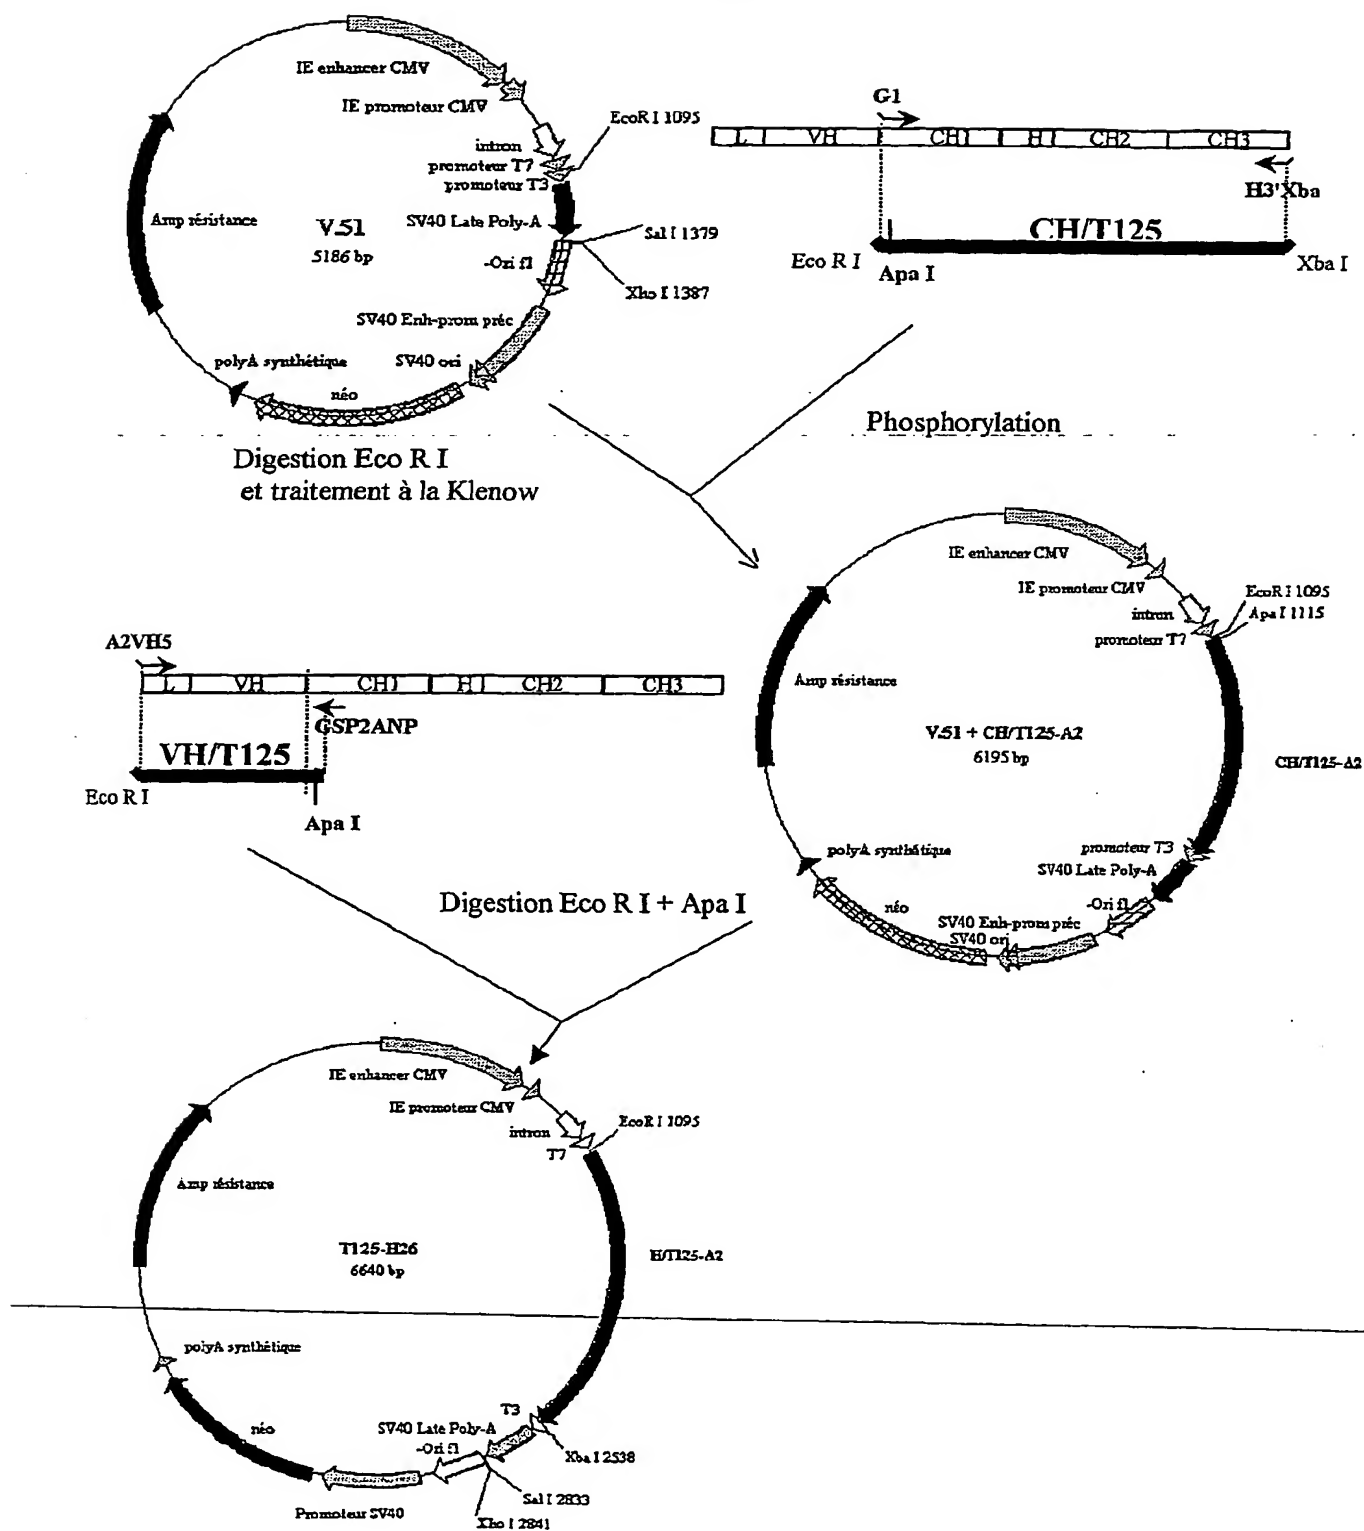 IE enhancer CMV
IE promoteur CMV
EcoR I 1095
intron
promoteur T7
promoteur T3
Amp résistance
V.51
5186 bp
SV40 Late Poly-A
Sal I 1379
-Ori f1
Xho I 1387
SV40 Enh-prom préc
polyA synthétique
SV40 ori
néo
G1
L VH CH1 H CH2 CH3
H3'Xba
CH/T125
Eco R I
Apa I
Xba I
Phosphorylation
Digestion Eco R I
et traitement à la Klenow
IE enhancer CMV
IE promoteur CMV
EcoR I 1095
Apa I 1115
intron
promoteur T7
Amp résistance
V.51 + CH/T125-A2
6195 bp
CH/T125-A2
polyA synthétique
promoteur T3
SV40 Late Poly-A
-Ori f1
néo
SV40 Enh-prom préc
SV40 ori
A2VH5
L VH CH1 H CH2 CH3
GSP2ANP
VH/T125
Eco R I
Apa I
Digestion Eco R I + Apa I
IE enhancer CMV
IE promoteur CMV
EcoR I 1095
intron
T7
Amp résistance
T125-H26
6640 bp
H/T125-A2
polyA synthétique
T3
SV40 Late Poly-A
-Ori f1
néo
Xba I 2538
Sal I 2833
Promoteur SV40
Xho I 2841